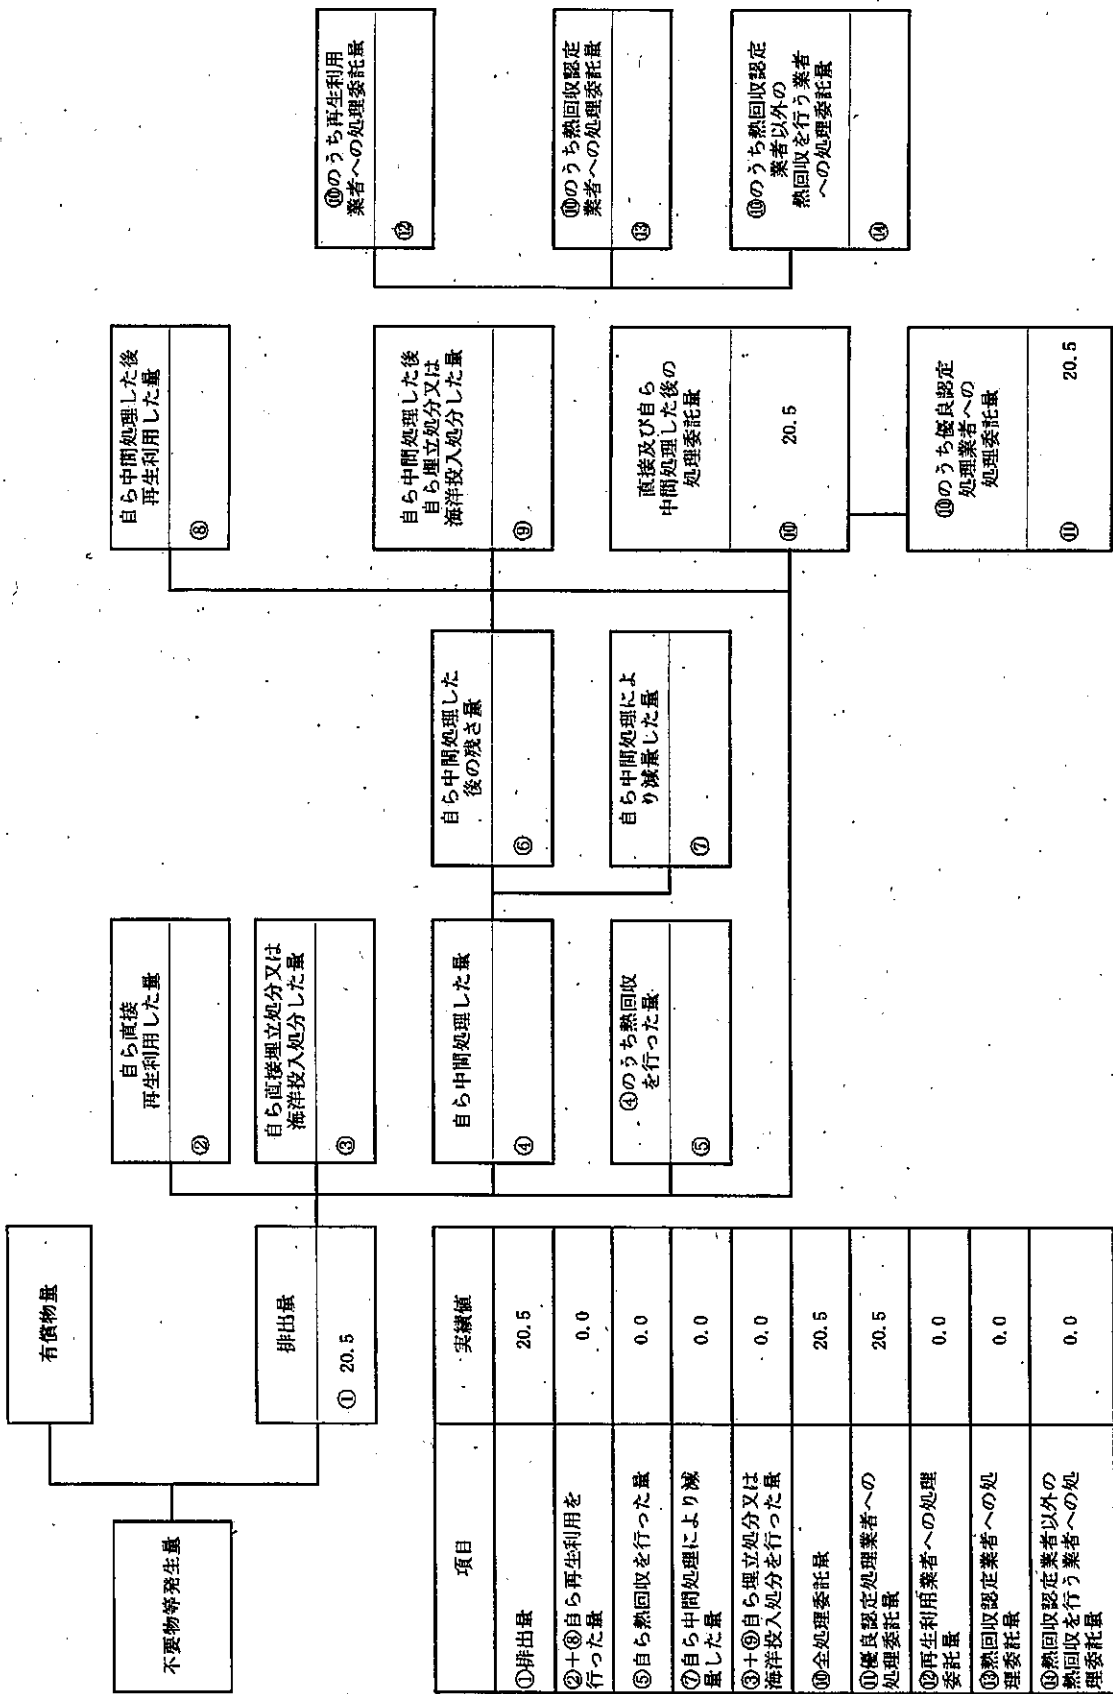 不要物等発生量
有償物量
排出量
① 20.5
自ら直接
再生利用した量
②
自ら直接埋立処分又は
海洋投入処分した量
③
自ら中間処理した量
④
④のうち熱回収
を行った量
⑤
自ら中間処理した
後の残さ量
⑥
自ら中間処理によ
り減量した量
⑦
自ら中間処理した後
再生利用した量
⑧
自ら中間処理した後
自ら埋立処分又は
海洋投入処分した量
⑨
直接及び自ら
中間処理した後の
処理委託量
⑩ 20.5
⑩のうち優良認定
処理業者への
処理委託量
⑪ 20.5
⑩のうち再生利用
業者への処理委託量
⑫
⑩のうち熱回収認定
業者への処理委託量
⑬
⑩のうち熱回収認定
業者以外の
熱回収を行う業者
への処理委託量
⑭
項目 実績値
①排出量 20.5
②+⑧自ら再生利用を
行った量 0.0
⑤自ら熱回収を行った量 0.0
⑦自ら中間処理により減
量した量 0.0
③+⑨自ら埋立処分又は
海洋投入処分を行った量 0.0
⑩全処理委託量 20.5
⑪優良認定処理業者への
処理委託量 20.5
⑫再生利用業者への処理
委託量 0.0
⑬熱回収認定業者への処
理委託量 0.0
⑭熱回収認定業者以外の
熱回収を行う業者への処
理委託量 0.0